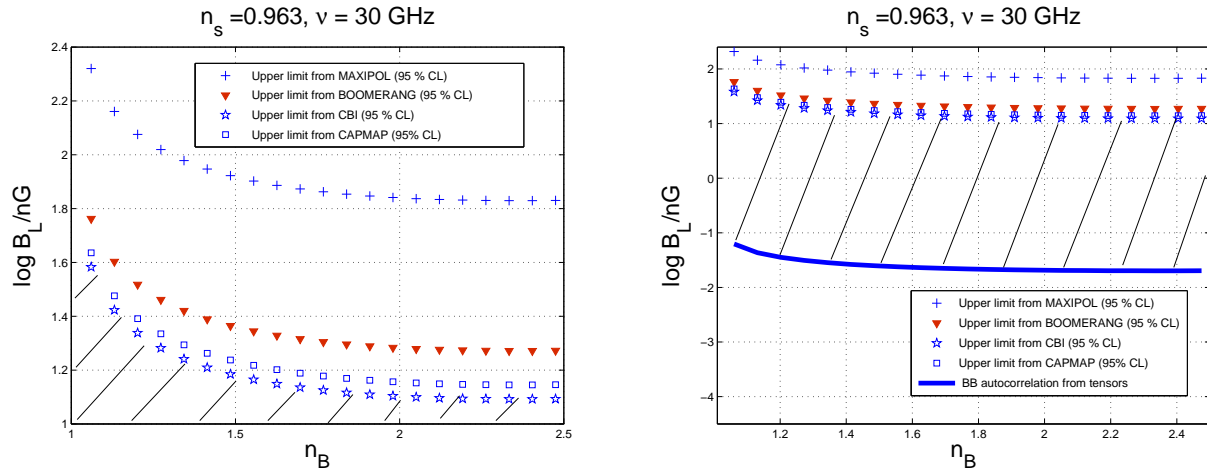 n_s =0.963, ν = 30 GHz
2.4
2.2
2
1.8
1.6
1.4
1.2
1
log B_L/nG
Upper limit from MAXIPOL (95 % CL)
Upper limit from BOOMERANG (95 % CL)
Upper limit from CBI (95 % CL)
Upper limit from CAPMAP (95% CL)
1
1.5
2
2.5
n_B
n_s =0.963, ν = 30 GHz
2
1
0
−1
−2
−3
−4
log B_L/nG
Upper limit from MAXIPOL (95 % CL)
Upper limit from BOOMERANG (95 % CL)
Upper limit from CBI (95 % CL)
Upper limit from CAPMAP (95% CL)
BB autocorrelation from tensors
1.2
1.4
1.6
1.8
2
2.2
2.4
n_B